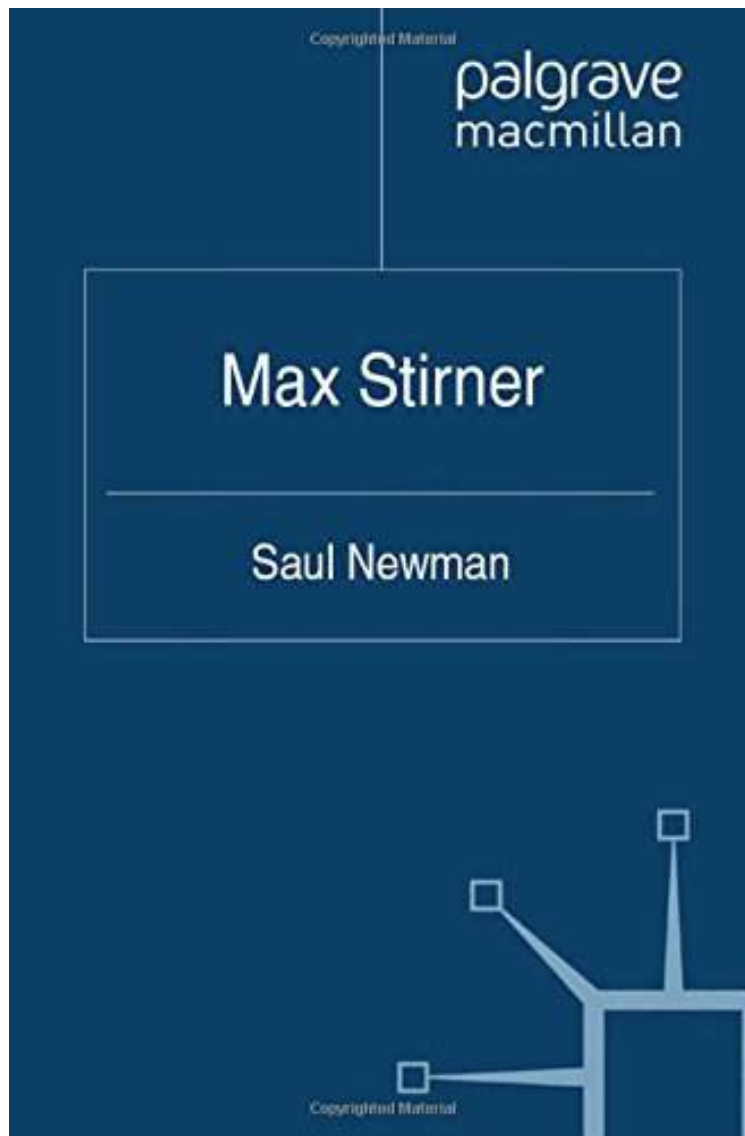 Copyrighted Material
palgrave
macmillan
Max Stirner
Saul Newman
Copyrighted Material